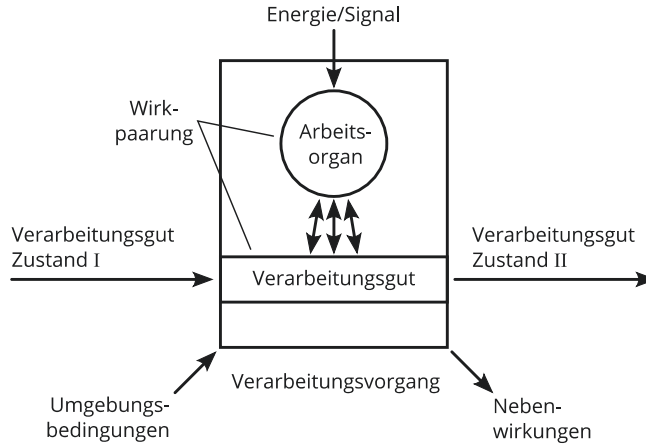 Energie/Signal
Wirk-
paarung
Arbeits-
organ
Verarbeitungsgut
Zustand I
Verarbeitungsgut
Verarbeitungsgut
Zustand II
Umgebungs-
bedingungen
Verarbeitungsvorgang
Neben-
wirkungen